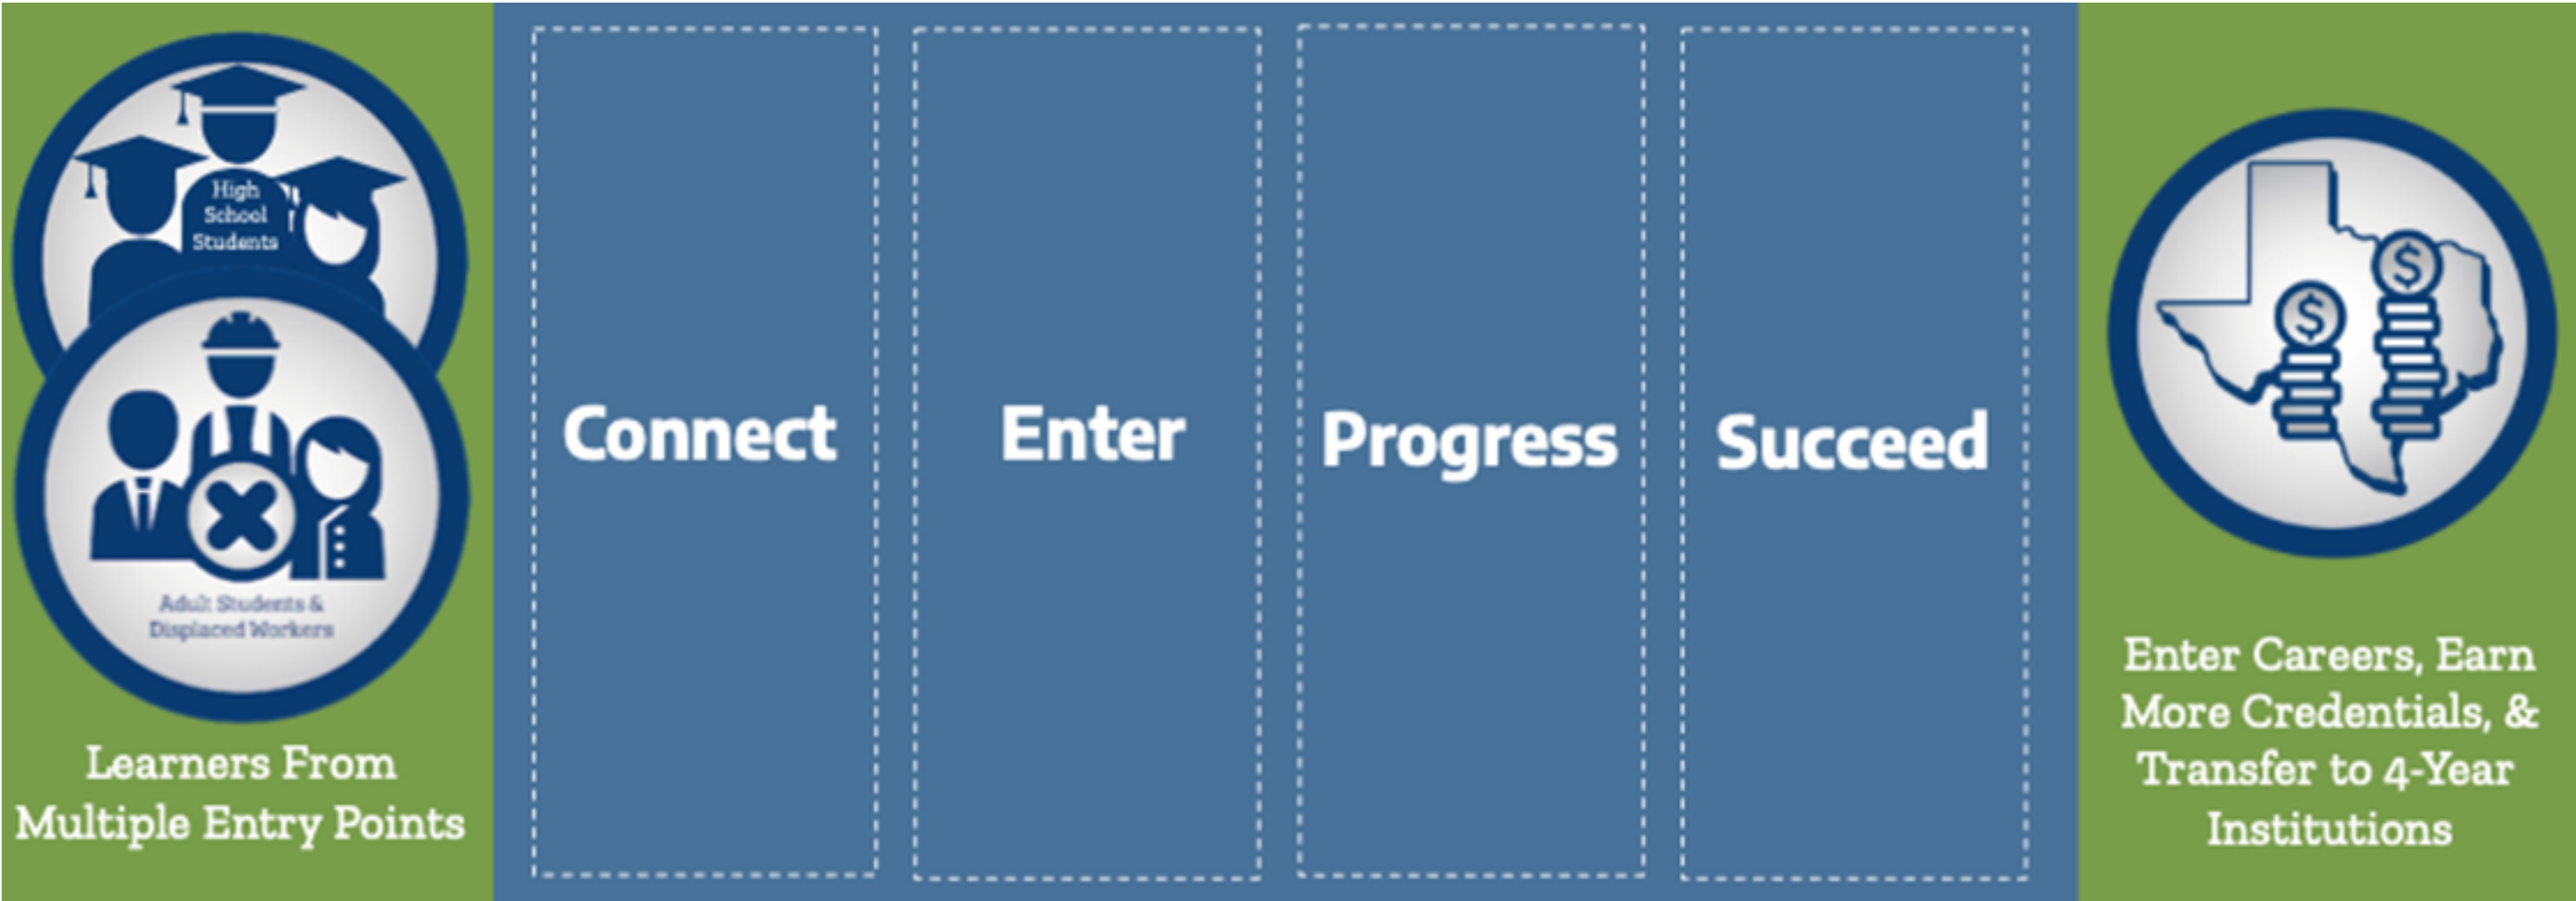 High
School
Students
Adult Students &
Displaced Workers
Learners From
Multiple Entry Points
Connect
Enter
Progress
Succeed
$
$
Enter Careers, Earn
More Credentials, &
Transfer to 4-Year
Institutions